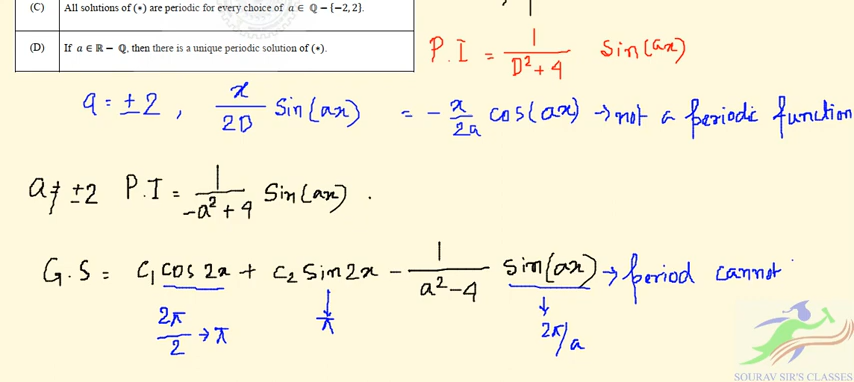 (C) All solutions of (*) are periodic for every choice of a ∈ ℚ − {−2, 2}.
(D) If a ∈ ℝ − ℚ, then there is a unique periodic solution of (*).
P.I = 1/(D²+4) Sin(ax)
a = ±2, x/2D Sin(ax) = −x/2a cos(ax) → not a periodic function
a ≠ ±2 P.I = 1/(−a²+4) Sin(ax).
G.S = C₁ cos 2x + C₂ Sin 2x − 1/(a²−4) Sin(ax) → period cannot
2π/2 → π ↓ π ↓ 2π/a
SOURAV SIR'S CLASSES